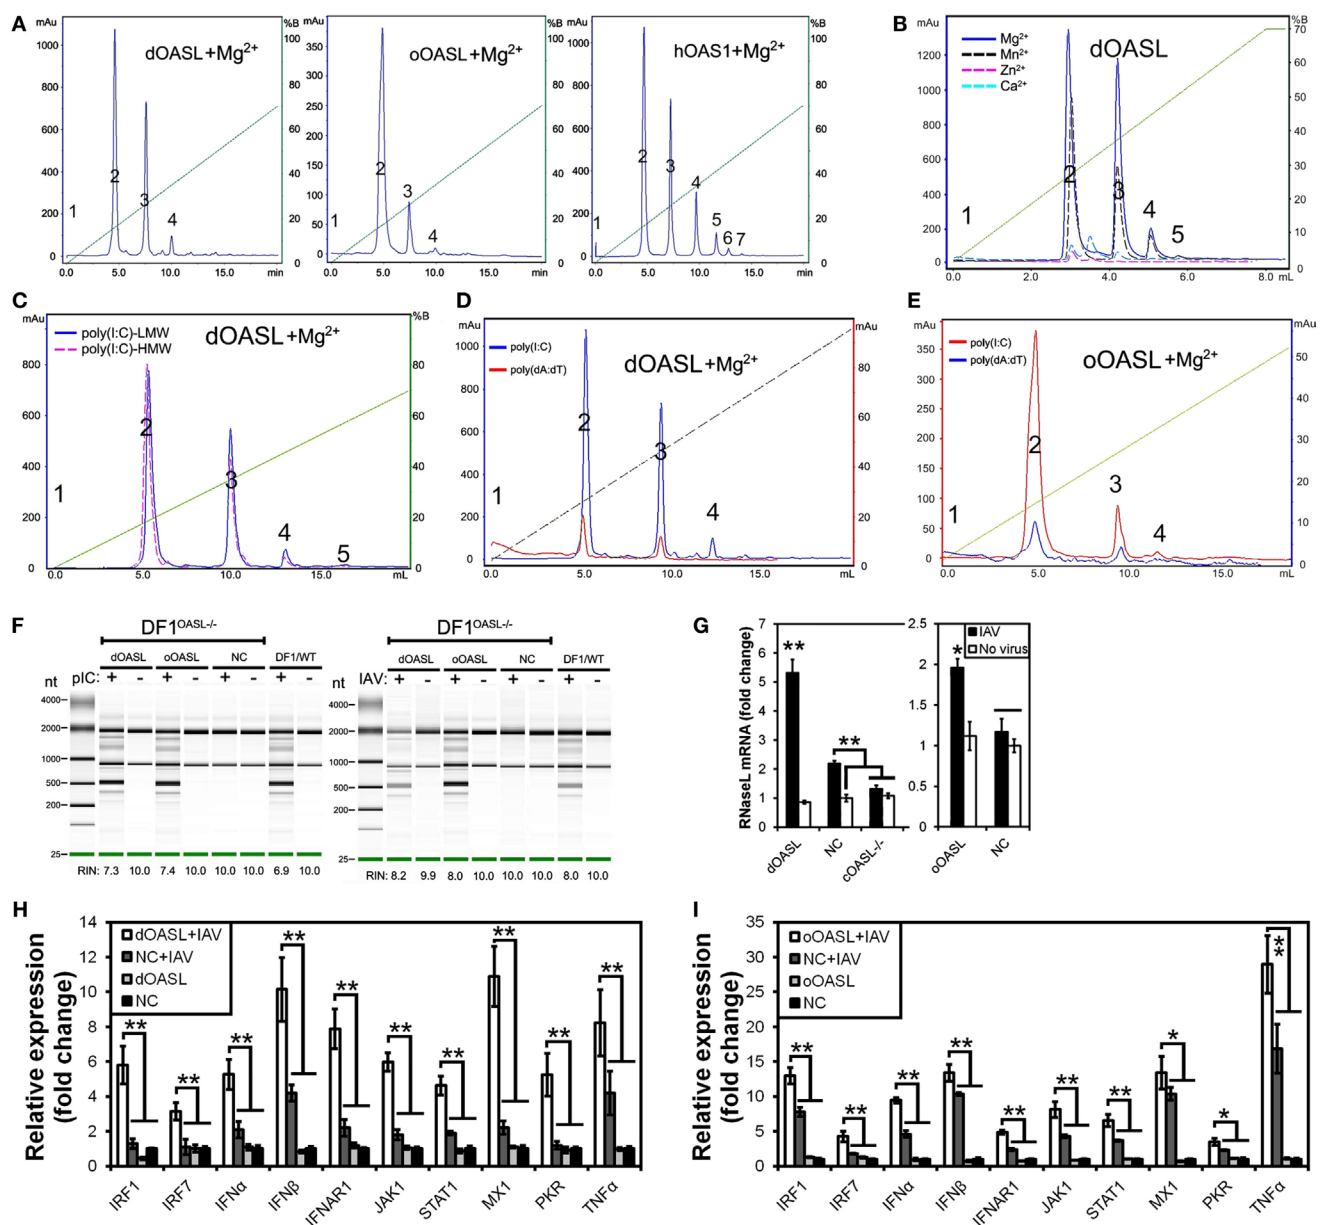 A
mAu
%B
dOASL+Mg2+
1000
800
600
400
200
0
100
80
60
40
20
0
1
2
3
4
0.0
5.0
10.0
15.0
min
mAu
%B
oOASL+Mg2+
350
300
250
200
150
100
50
0
100
80
60
40
20
0
1
2
3
4
0.0
5.0
10.0
15.0
min
mAu
%B
hOAS1+Mg2+
1000
800
600
400
200
0
100
80
60
40
20
0
1
2
3
4
5
6 7
0.0
5.0
10.0
15.0
min
B
mAu
%B
dOASL
Mg2+
Mn2+
Zn2+
Ca2+
1200
1000
800
600
400
200
0
70
60
50
40
30
20
10
0
1
2
3
4
5
0.0
2.0
4.0
6.0
8.0 mL
C
mAu
%B
dOASL+Mg2+
poly(I:C)-LMW
poly(I:C)-HMW
800
600
400
200
0
80
60
40
20
0
1
2
3
4
5
0.0
5.0
10.0
15.0
mL
D
mAu
mAu
dOASL+Mg2+
poly(I:C)
poly(dA:dT)
1000
800
600
400
200
0
80
60
40
20
0
1
2
3
4
0.0
5.0
10.0
15.0
mL
E
mAu
mAu
oOASL+Mg2+
poly(I:C)
poly(dA:dT)
350
300
250
200
150
100
50
0
50
40
30
20
10
0
1
2
3
4
0.0
5.0
10.0
15.0
mL
F
DF1OASL-/-
dOASL oOASL NC DF1/WT
nt pIC: + - + - + - + -
4000
2000
1000
500
200
25
RIN: 7.3 10.0 7.4 10.0 10.0 10.0 6.9 10.0
DF1OASL-/-
dOASL oOASL NC DF1/WT
nt IAV: + - + - + - + -
4000
2000
1000
500
200
25
RIN: 8.2 9.9 8.0 10.0 10.0 10.0 8.0 10.0
G
RNaseL mRNA (fold change)
7
6
5
4
3
2
1
0
**
**
dOASL
NC
cOASL-/-
2.5
2
1.5
1
0.5
0
IAV
No virus
*
oOASL
NC
H
Relative expression
(fold change)
14
12
10
8
6
4
2
0
dOASL+IAV
NC+IAV
dOASL
NC
** ** ** ** ** ** ** ** ** **
IRF1 IRF7 IFNα IFNβ IFNAR1 JAK1 STAT1 MX1 PKR TNFα
I
Relative expression
(fold change)
35
30
25
20
15
10
5
0
oOASL+IAV
NC+IAV
oOASL
NC
** ** ** ** ** ** ** * * **
IRF1 IRF7 IFNα IFNβ IFNAR1 JAK1 STAT1 MX1 PKR TNFα